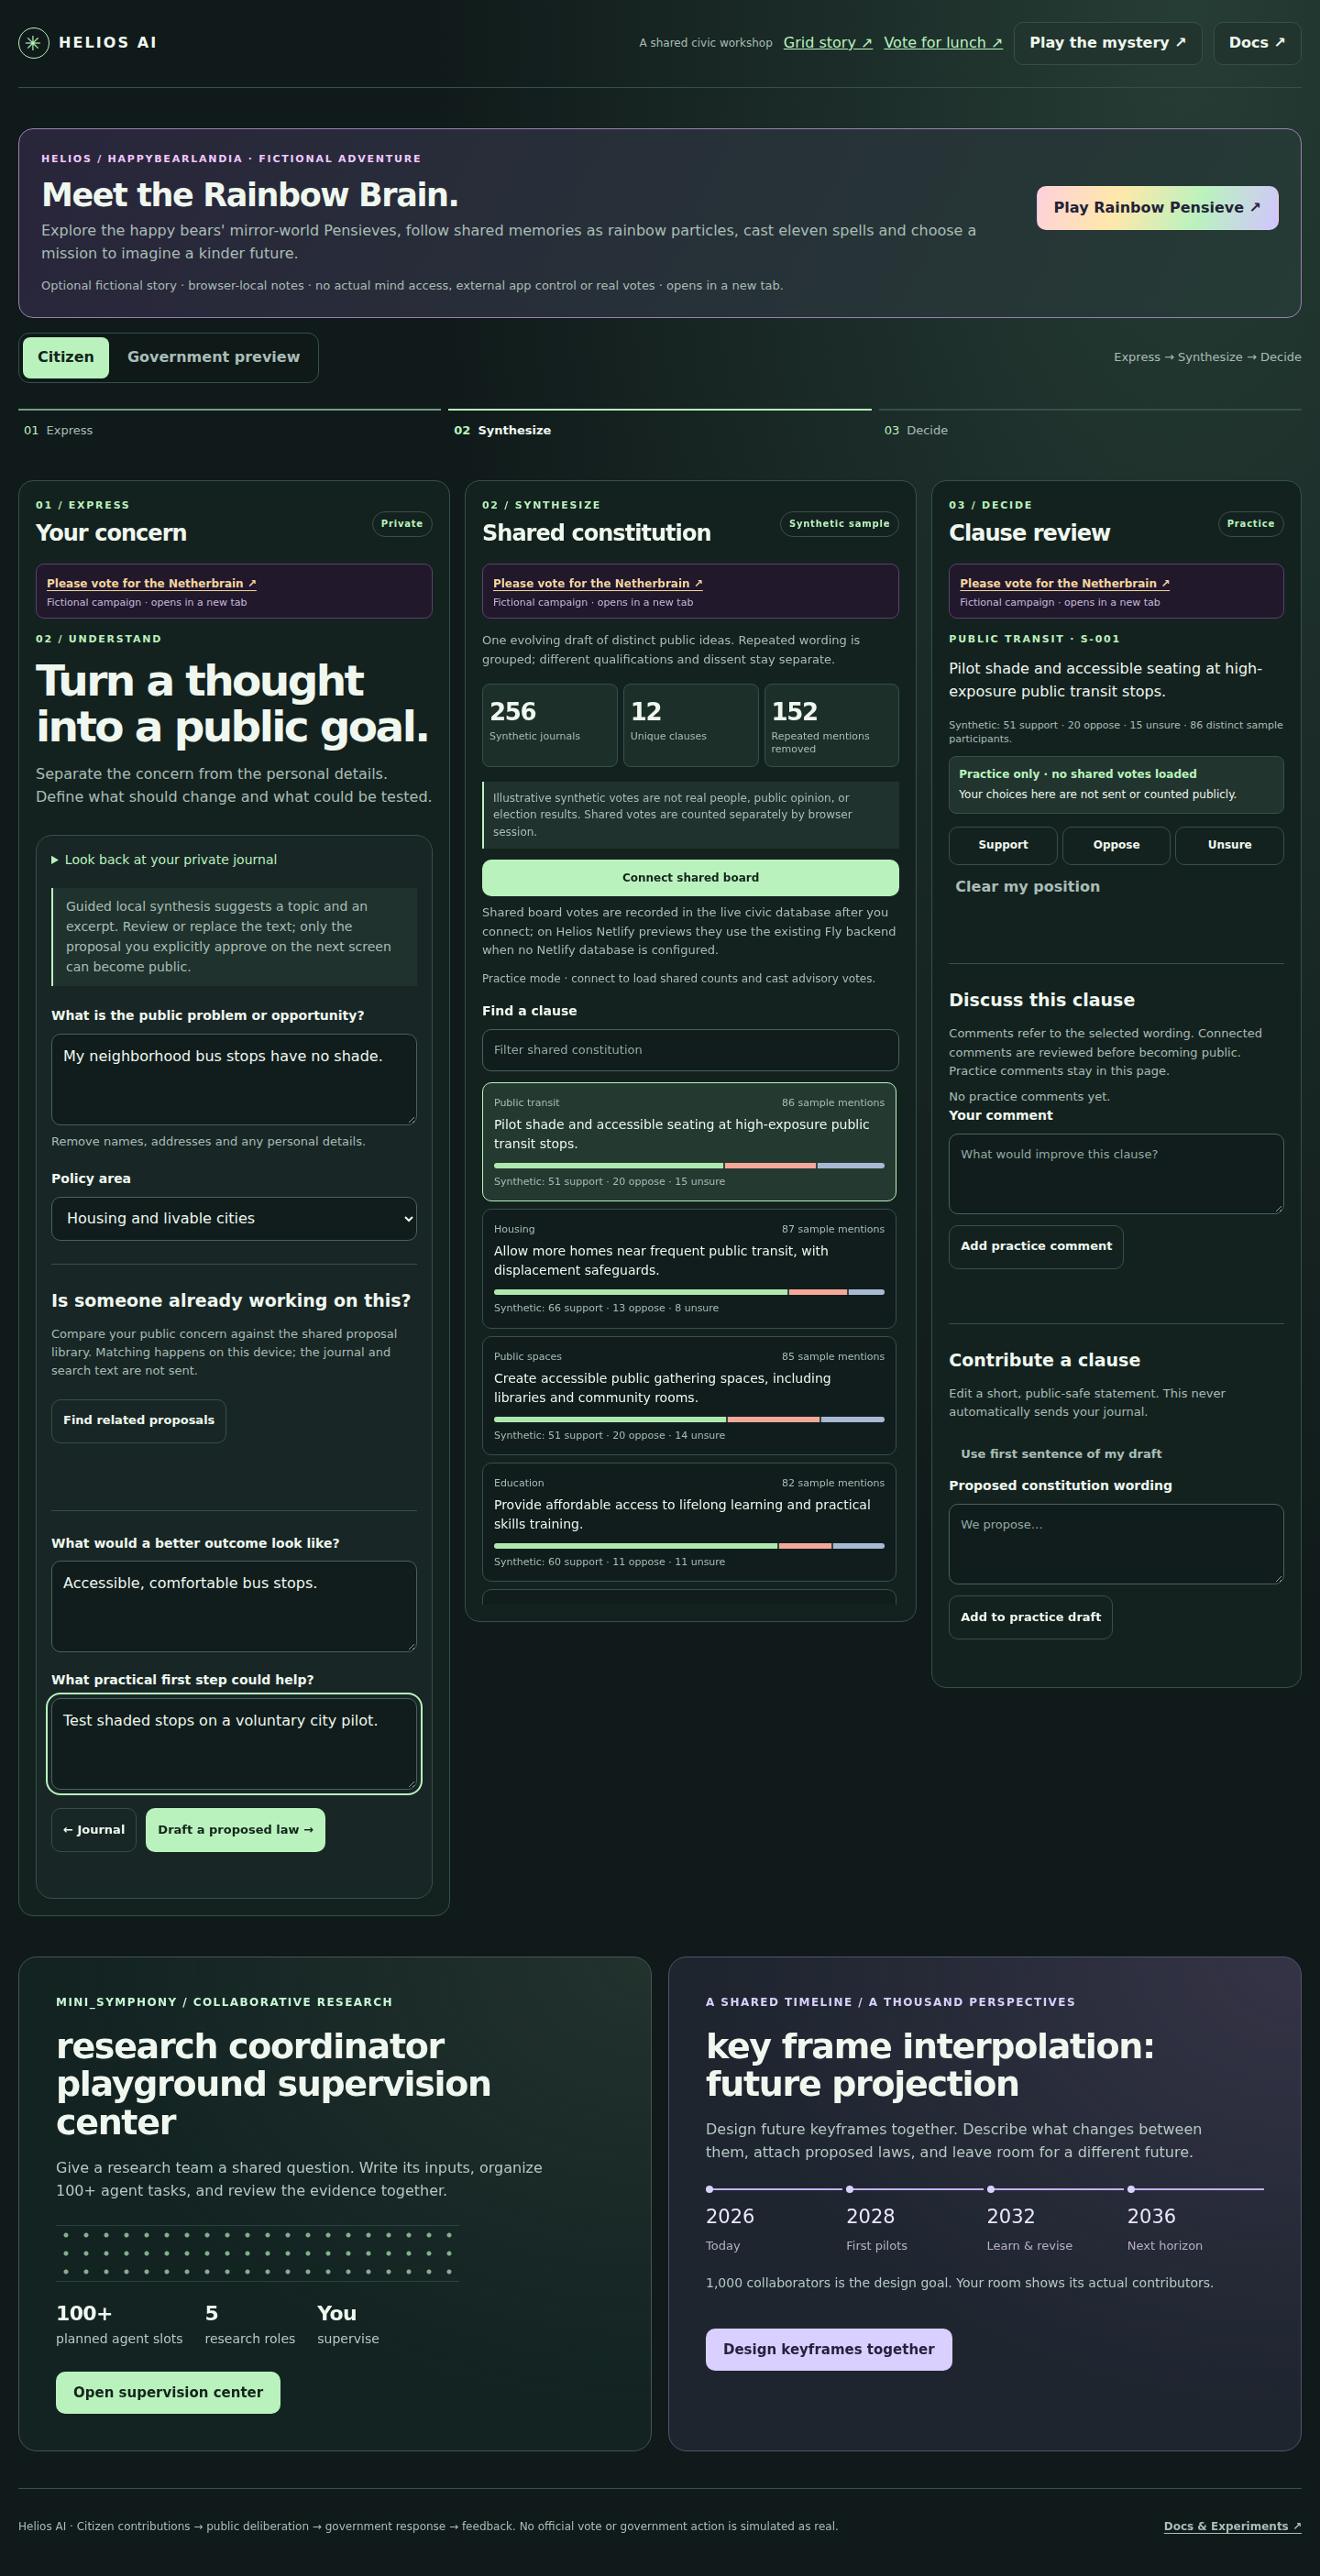 HELIOS AI
A shared civic workshop
Grid story ↗
Vote for lunch ↗
Play the mystery ↗
Docs ↗
HELIOS / HAPPYBEARLANDIA · FICTIONAL ADVENTURE
Meet the Rainbow Brain.
Explore the happy bears' mirror-world Pensieves, follow shared memories as rainbow particles, cast eleven spells and choose a
mission to imagine a kinder future.
Optional fictional story · browser-local notes · no actual mind access, external app control or real votes · opens in a new tab.
Play Rainbow Pensieve ↗
Citizen
Government preview
Express → Synthesize → Decide
01 Express
02 Synthesize
03 Decide
01 / EXPRESS
Your concern
Private
Please vote for the Netherbrain ↗
Fictional campaign · opens in a new tab
02 / UNDERSTAND
Turn a thought
into a public goal.
Separate the concern from the personal details.
Define what should change and what could be tested.
▶ Look back at your private journal
Guided local synthesis suggests a topic and an
excerpt. Review or replace the text; only the
proposal you explicitly approve on the next screen
can become public.
What is the public problem or opportunity?
My neighborhood bus stops have no shade.
Remove names, addresses and any personal details.
Policy area
Housing and livable cities
Is someone already working on this?
Compare your public concern against the shared proposal
library. Matching happens on this device; the journal and
search text are not sent.
Find related proposals
What would a better outcome look like?
Accessible, comfortable bus stops.
What practical first step could help?
Test shaded stops on a voluntary city pilot.
← Journal
Draft a proposed law →
02 / SYNTHESIZE
Shared constitution
Synthetic sample
Please vote for the Netherbrain ↗
Fictional campaign · opens in a new tab
One evolving draft of distinct public ideas. Repeated wording is
grouped; different qualifications and dissent stay separate.
256
Synthetic journals
12
Unique clauses
152
Repeated mentions
removed
Illustrative synthetic votes are not real people, public opinion, or
election results. Shared votes are counted separately by browser
session.
Connect shared board
Shared board votes are recorded in the live civic database after you
connect; on Helios Netlify previews they use the existing Fly backend
when no Netlify database is configured.
Practice mode · connect to load shared counts and cast advisory votes.
Find a clause
Filter shared constitution
Public transit
86 sample mentions
Pilot shade and accessible seating at high-exposure public
transit stops.
Synthetic: 51 support · 20 oppose · 15 unsure
Housing
87 sample mentions
Allow more homes near frequent public transit, with
displacement safeguards.
Synthetic: 66 support · 13 oppose · 8 unsure
Public spaces
85 sample mentions
Create accessible public gathering spaces, including
libraries and community rooms.
Synthetic: 51 support · 20 oppose · 14 unsure
Education
82 sample mentions
Provide affordable access to lifelong learning and practical
skills training.
Synthetic: 60 support · 11 oppose · 11 unsure
03 / DECIDE
Clause review
Practice
Please vote for the Netherbrain ↗
Fictional campaign · opens in a new tab
PUBLIC TRANSIT · S-001
Pilot shade and accessible seating at high-
exposure public transit stops.
Synthetic: 51 support · 20 oppose · 15 unsure · 86 distinct sample
participants.
Practice only · no shared votes loaded
Your choices here are not sent or counted publicly.
Support
Oppose
Unsure
Clear my position
Discuss this clause
Comments refer to the selected wording. Connected
comments are reviewed before becoming public.
Practice comments stay in this page.
No practice comments yet.
Your comment
What would improve this clause?
Add practice comment
Contribute a clause
Edit a short, public-safe statement. This never
automatically sends your journal.
Use first sentence of my draft
Proposed constitution wording
We propose…
Add to practice draft
MINI_SYMPHONY / COLLABORATIVE RESEARCH
research coordinator
playground supervision
center
Give a research team a shared question. Write its inputs, organize
100+ agent tasks, and review the evidence together.
100+
planned agent slots
5
research roles
You
supervise
Open supervision center
A SHARED TIMELINE / A THOUSAND PERSPECTIVES
key frame interpolation:
future projection
Design future keyframes together. Describe what changes between
them, attach proposed laws, and leave room for a different future.
2026
Today
2028
First pilots
2032
Learn & revise
2036
Next horizon
1,000 collaborators is the design goal. Your room shows its actual contributors.
Design keyframes together
Helios AI · Citizen contributions → public deliberation → government response → feedback. No official vote or government action is simulated as real.
Docs & Experiments ↗